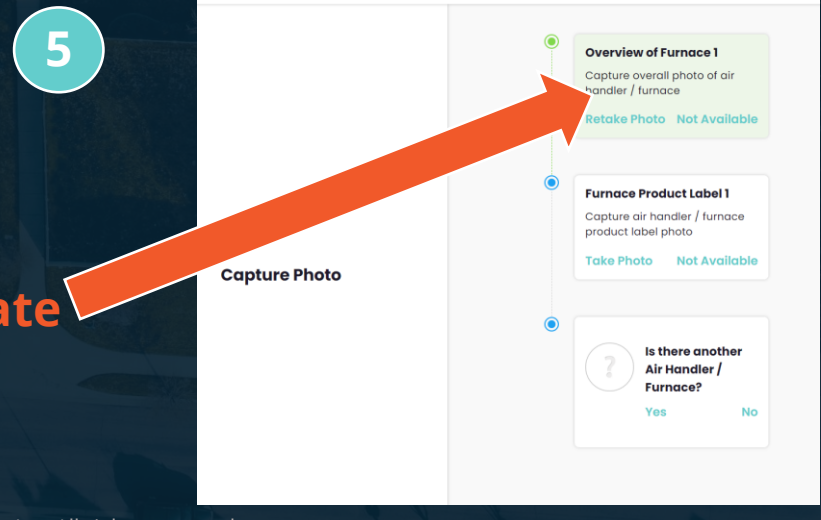 5
Overview of Furnace 1
Capture overall photo of air
handler / furnace
Retake Photo Not Available
Furnace Product Label 1
Capture air handler / furnace
product label photo
Take Photo Not Available
Capture Photo
ate
?
Is there another
Air Handler /
Furnace?
Yes No